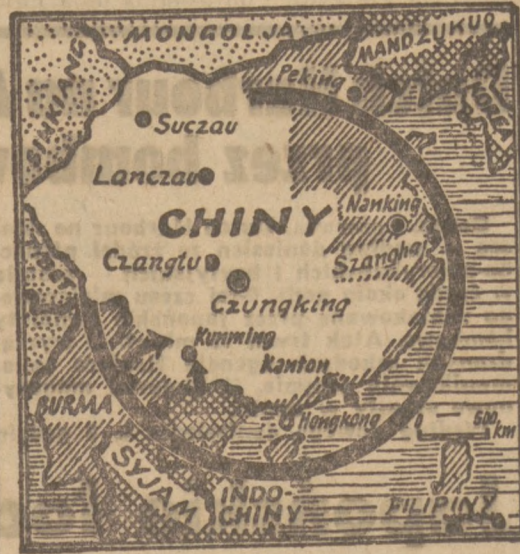 MONGOLJA
MANDŻUKUO
SINKIANG
Peking
KOREA
Suczau
Lanczau
Nanking
CHINY
Szanghaj
TYBET
Czangtu
Czungking
Kunming
Kanton
BURMA
Hongkong
0 500
km
SYJAM
INDO-
CHINY
FILIPINY